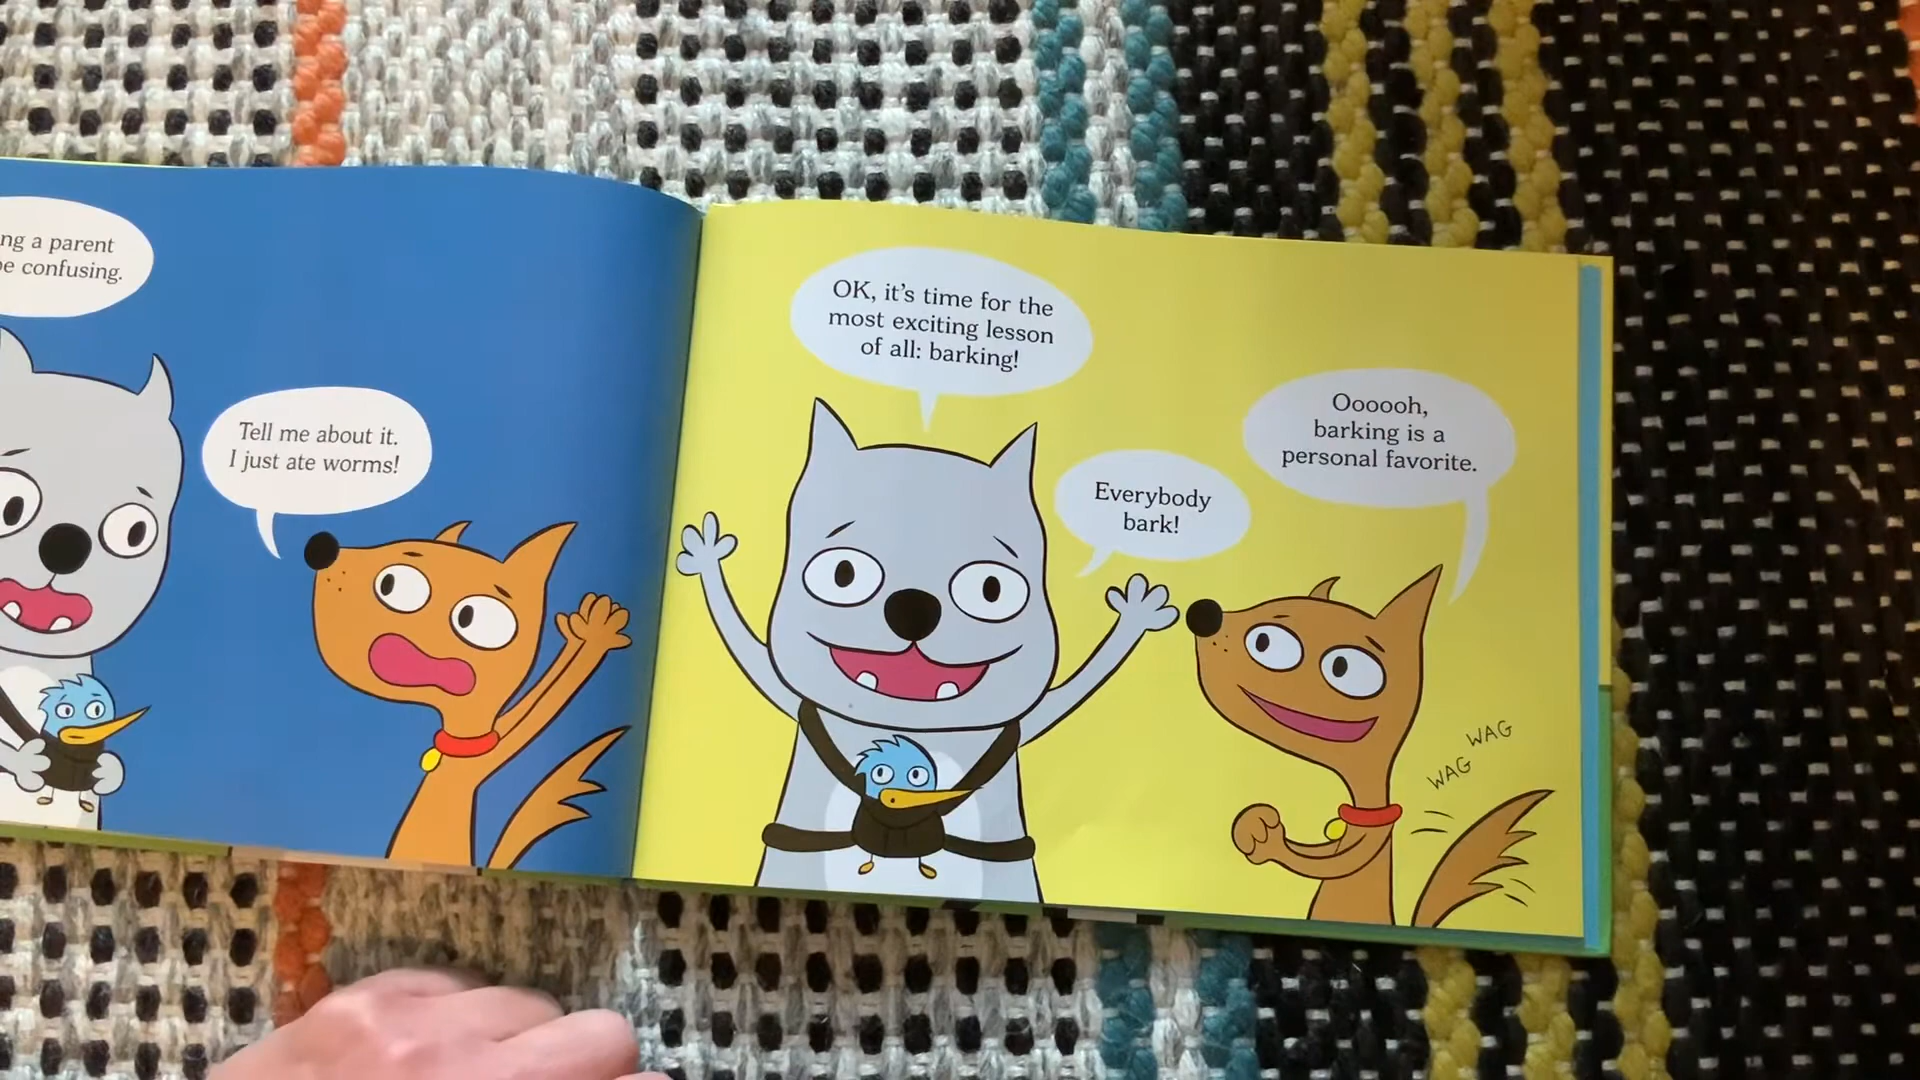 ng a parent
be confusing.
Tell me about it.
I just ate worms!
OK, it's time for the
most exciting lesson
of all: barking!
Everybody
bark!
Oooooh,
barking is a
personal favorite.
WAG
WAG